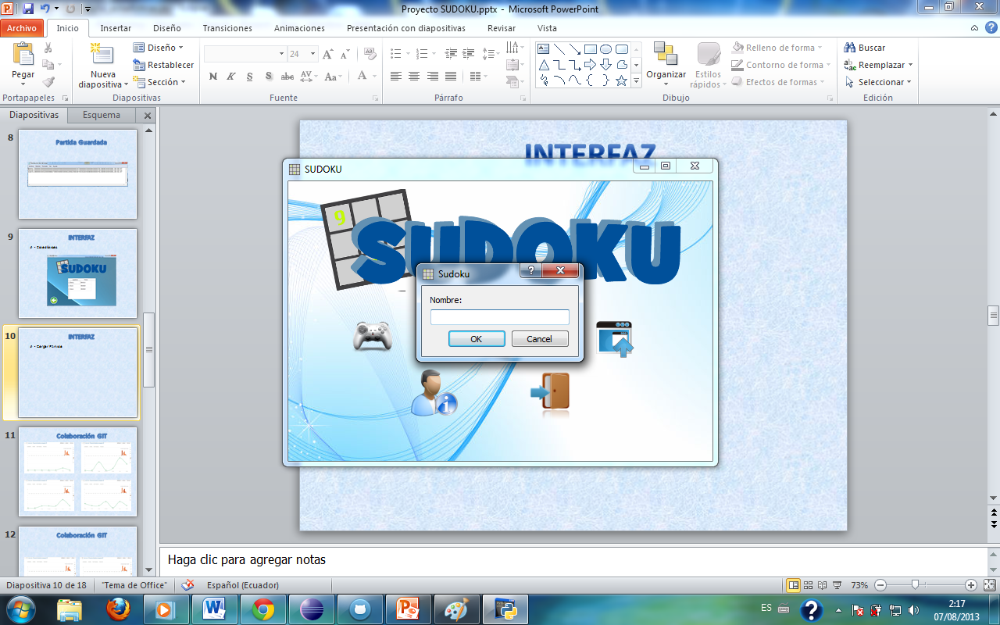 Proyecto SUDOKU.pptx - Microsoft PowerPoint
Archivo Inicio Insertar Diseño Transiciones Animaciones Presentación con diapositivas Revisar Vista
Pegar
Portapapeles
Nueva diapositiva
Diseño
Restablecer
Sección
Diapositivas
24
N K S S abc AV Aa A
Fuente
Párrafo
Organizar
Estilos rápidos
Relleno de forma
Contorno de forma
Efectos de formas
Dibujo
Buscar
Reemplazar
Seleccionar
Edición
Diapositivas Esquema
8
Partida Guardada
9
INTERFAZ
SUDOKU
10
INTERFAZ
11
Colaboración GIT
12
Colaboración GIT
INTERFAZ
SUDOKU
9
SUDOKU
Sudoku
Nombre:
OK Cancel
Haga clic para agregar notas
Diapositiva 10 de 18 "Tema de Office" Español (Ecuador) 73%
ES 2:17
07/08/2013